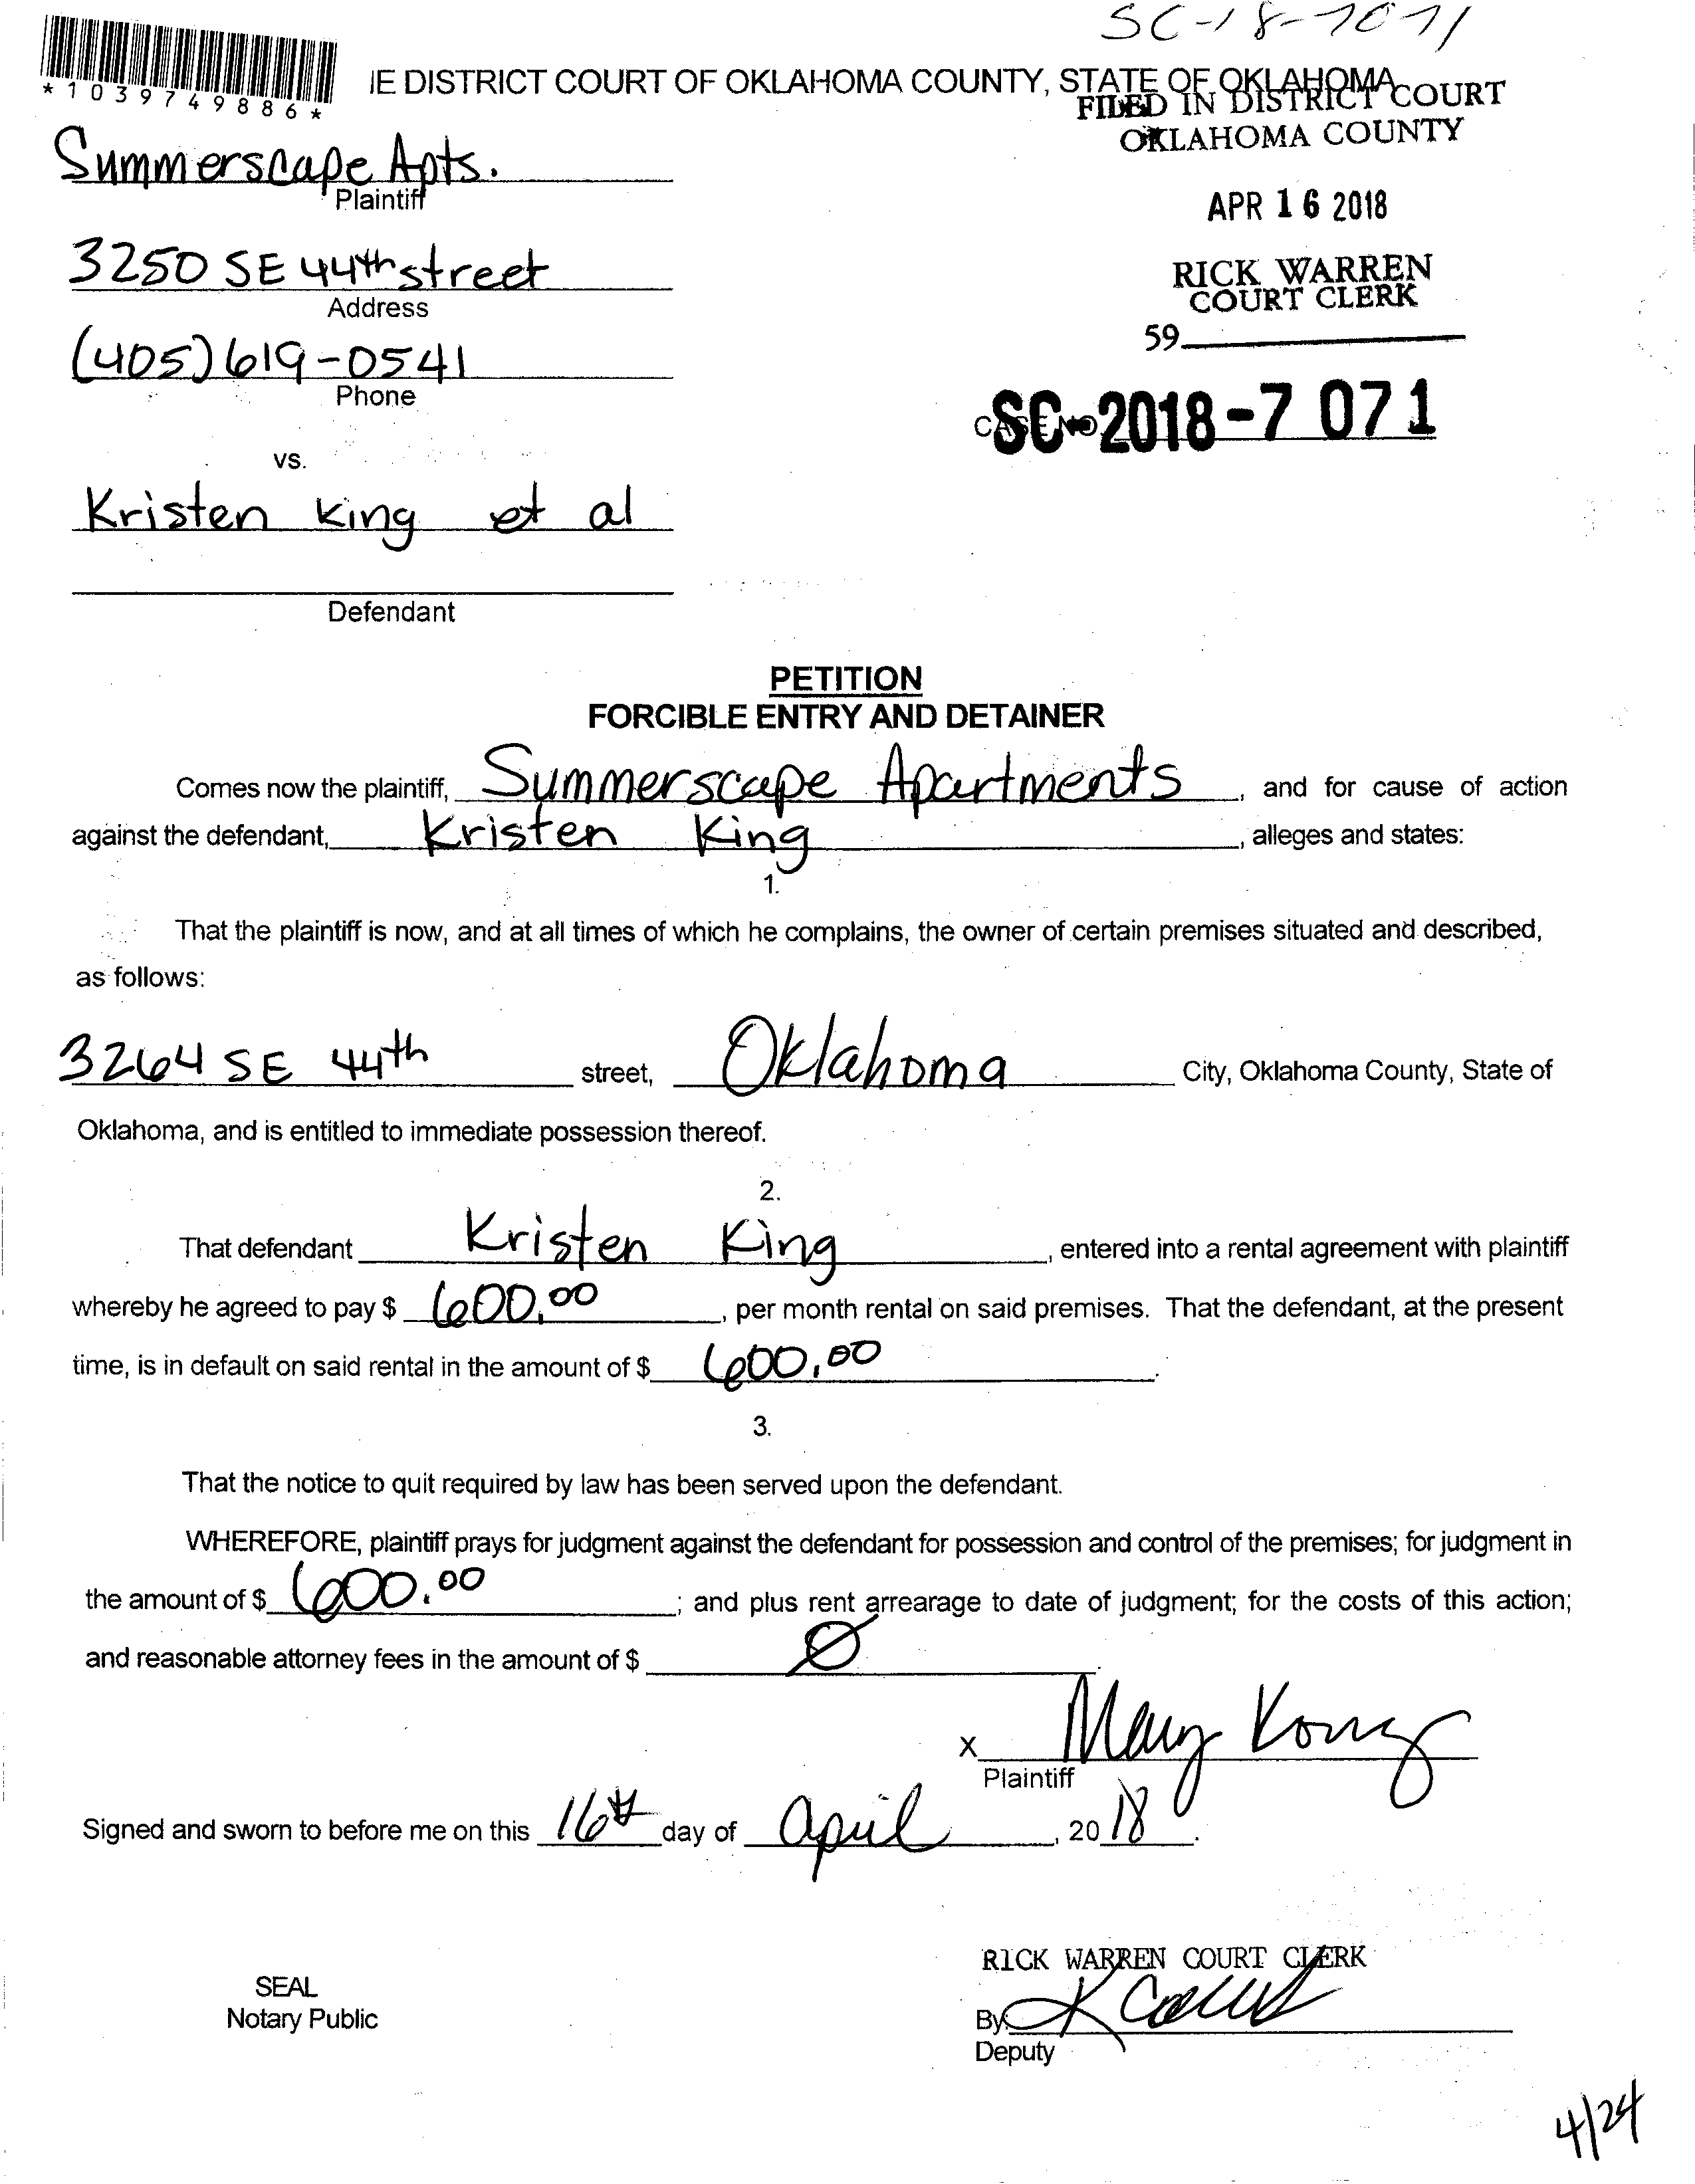 SC-18-7071
*1039749886*
IE DISTRICT COURT OF OKLAHOMA COUNTY, STATE OF OKLAHOMA
FILED IN DISTRICT COURT
OKLAHOMA COUNTY
Summerscape Apts.
Plaintiff
APR 16 2018
3250 SE 44th street
Address
RICK WARREN
COURT CLERK
59
(405) 619-0541
Phone
CASE NO. SC-2018-7071
vs.
Kristen King et al
Defendant
PETITION
FORCIBLE ENTRY AND DETAINER
Comes now the plaintiff, Summerscape Apartments, and for cause of action
against the defendant, Kristen King, alleges and states:
1.
That the plaintiff is now, and at all times of which he complains, the owner of certain premises situated and described,
as follows:
3264 SE 44th street, Oklahoma City, Oklahoma County, State of
Oklahoma, and is entitled to immediate possession thereof.
2.
That defendant Kristen King, entered into a rental agreement with plaintiff
whereby he agreed to pay $ 600.00, per month rental on said premises. That the defendant, at the present
time, is in default on said rental in the amount of $ 600.00.
3.
That the notice to quit required by law has been served upon the defendant.
WHEREFORE, plaintiff prays for judgment against the defendant for possession and control of the premises; for judgment in
the amount of $ 600.00; and plus rent arrearage to date of judgment; for the costs of this action;
and reasonable attorney fees in the amount of $ Ø.
X Mary Kong
Plaintiff
Signed and sworn to before me on this 16th day of April, 2018.
RICK WARREN COURT CLERK
SEAL
Notary Public
By: K
Deputy
4/24